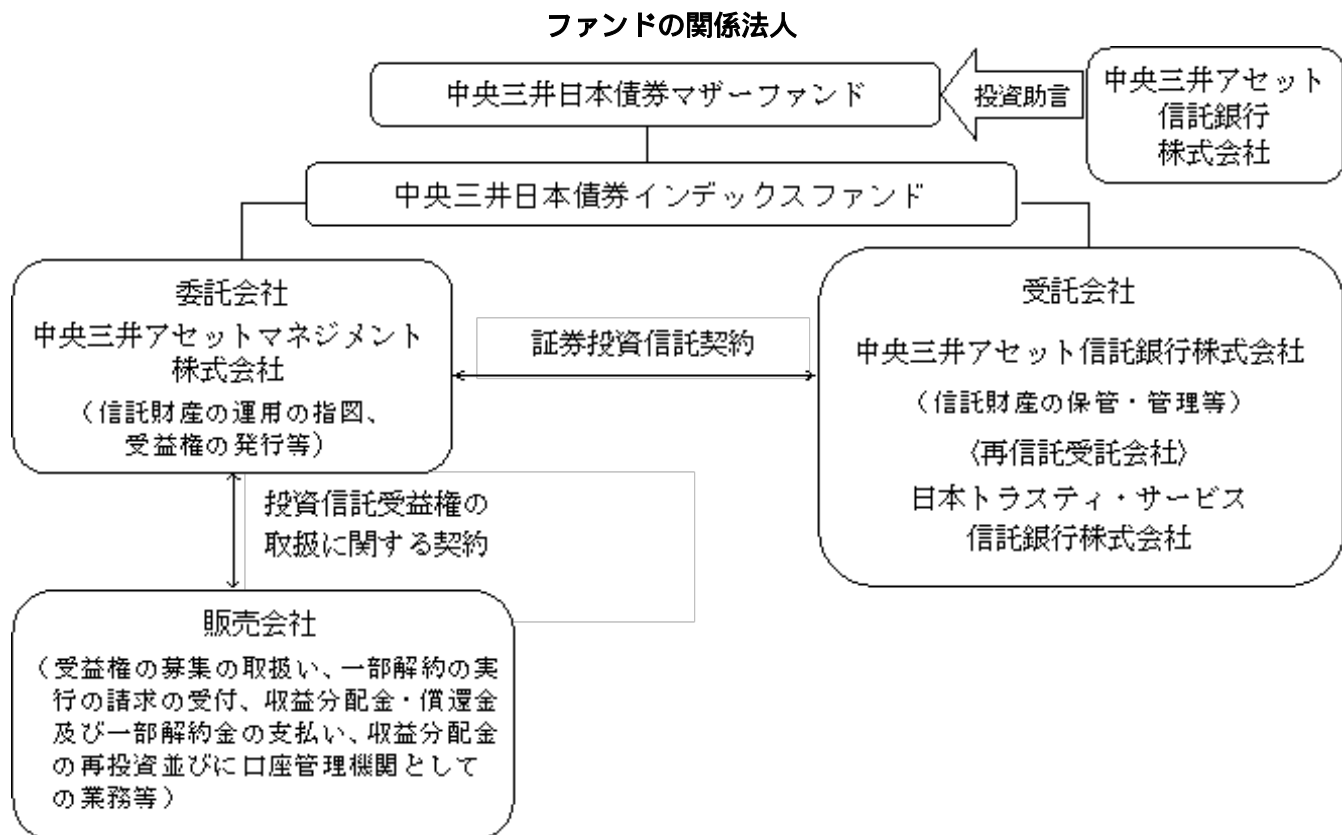 ファンドの関係法人
中央三井日本債券マザーファンド
投資助言
中央三井アセット
信託銀行
株式会社
中央三井日本債券インデックスファンド
委託会社
中央三井アセットマネジメント
株式会社
（信託財産の運用の指図、
受益権の発行等）
証券投資信託契約
受託会社
中央三井アセット信託銀行株式会社
（信託財産の保管・管理等）
〈再信託受託会社〉
日本トラスティ・サービス
信託銀行株式会社
投資信託受益権の
取扱に関する契約
販売会社
（受益権の募集の取扱い、一部解約の実
行の請求の受付、収益分配金・償還金
及び一部解約金の支払い、収益分配金
の再投資並びに口座管理機関として
の業務等）